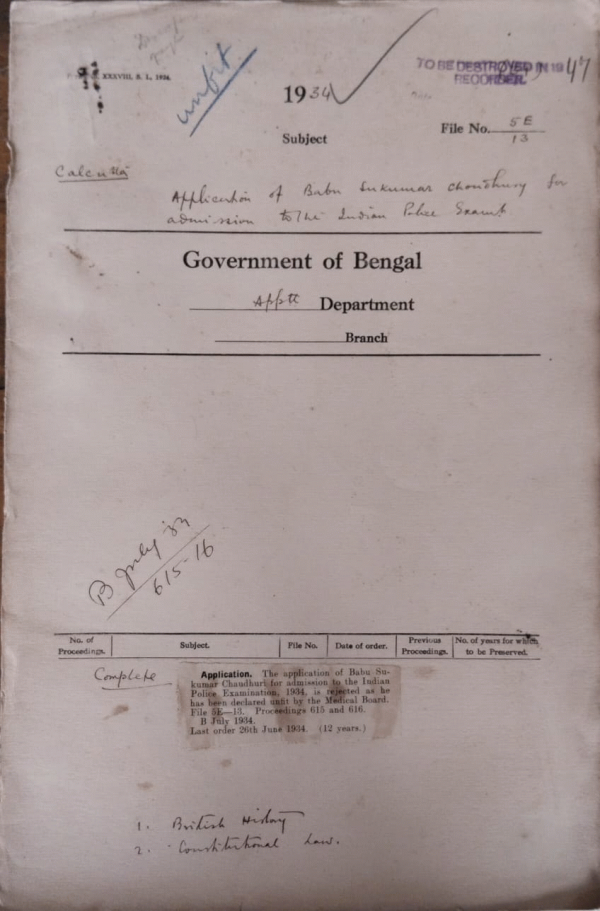 XXXVIII. B. L., 1934.
unfit
TO BE DESTROYED IN 1947
RECORDER.
1934
Subject
File No. 5E
13
Calcutta
Application of Babu Sukumar Choudhury for
admission to the Indian Police Examt
Government of Bengal
Apptt Department
Branch
B July '33
615-16
No. of Proceedings. Subject. File No. Date of order. Previous Proceedings. No. of years for which to be Preserved.
Complete
Application. The application of Babu Su-
kumar Chaudhuri for admission to the Indian
Police Examination, 1934, is rejected as he
has been declared unfit by the Medical Board.
File 5E—13. Proceedings 615 and 616.
B July 1934.
Last order 26th June 1934. (12 years.)
1. British History
2. Constitutional Law.